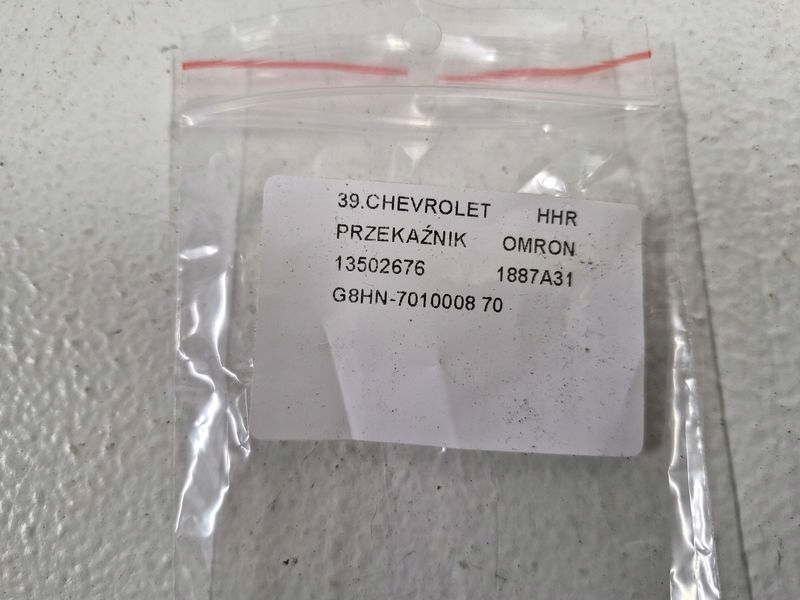 39.CHEVROLET HHR
PRZEKAŹNIK OMRON
13502676 1887A31
G8HN-7010008 70